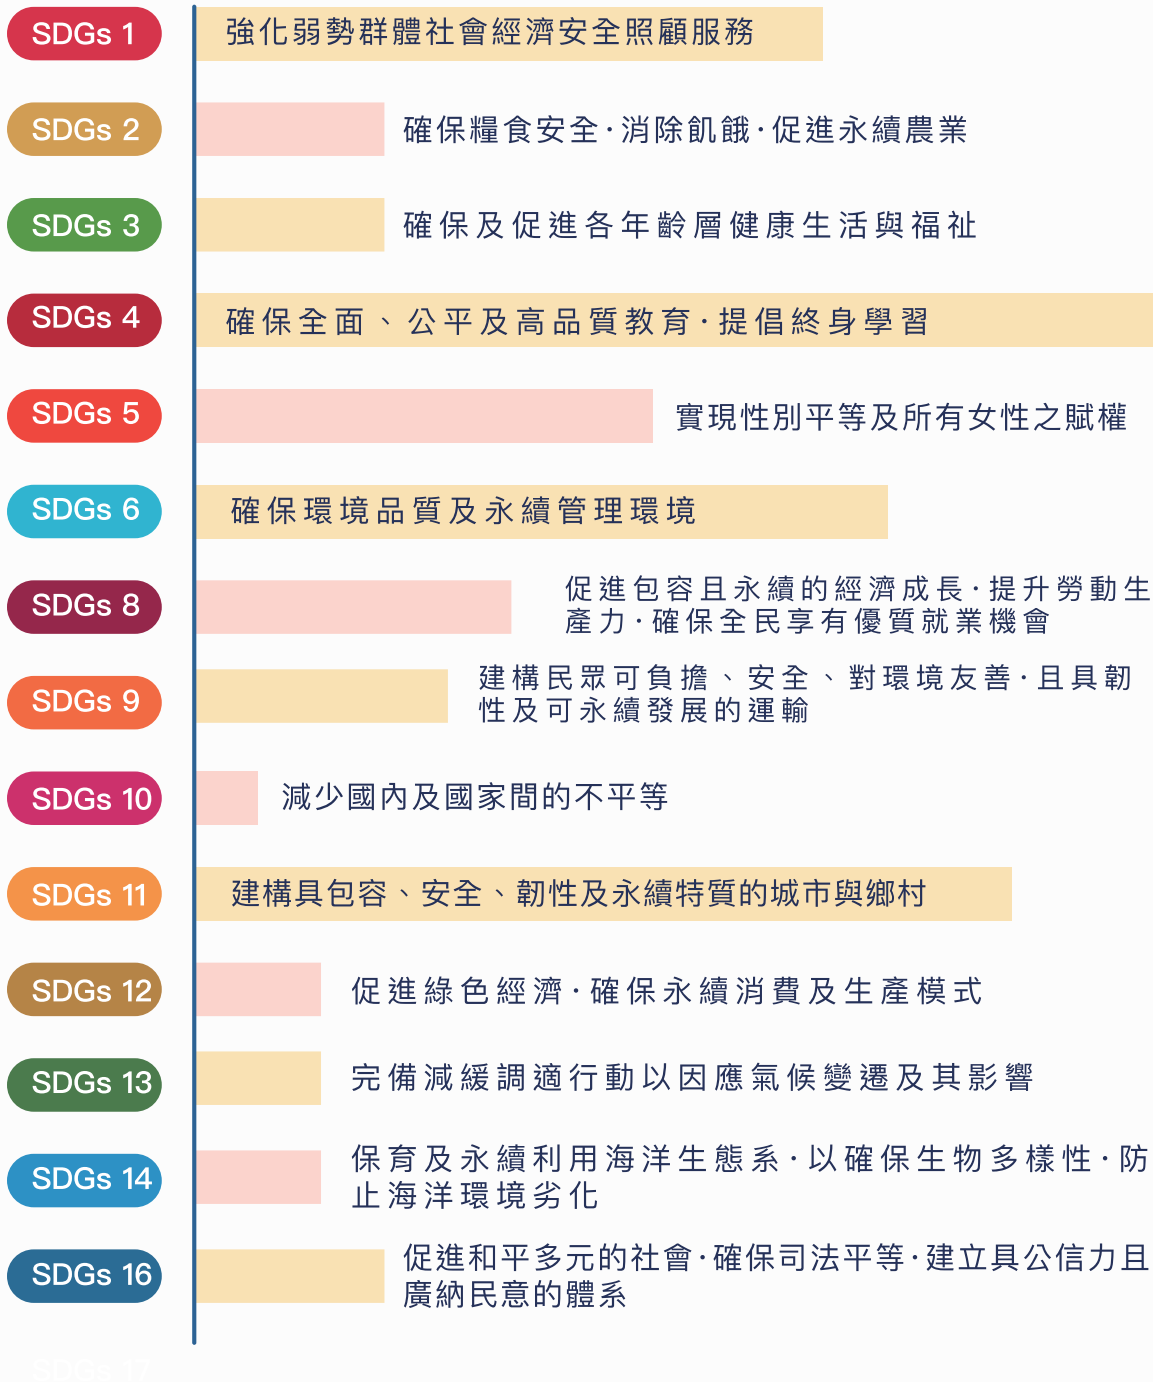 SDGs 1
強化弱勢群體社會經濟安全照顧服務
SDGs 2
確保糧食安全·消除飢餓·促進永續農業
SDGs 3
確保及促進各年齡層健康生活與福祉
SDGs 4
確保全面、公平及高品質教育·提倡終身學習
SDGs 5
實現性別平等及所有女性之賦權
SDGs 6
確保環境品質及永續管理環境
SDGs 8
促進包容且永續的經濟成長·提升勞動生
產力·確保全民享有優質就業機會
SDGs 9
建構民眾可負擔、安全、對環境友善·且具韌
性及可永續發展的運輸
SDGs 10
減少國內及國家間的不平等
SDGs 11
建構具包容、安全、韌性及永續特質的城市與鄉村
SDGs 12
促進綠色經濟·確保永續消費及生產模式
SDGs 13
完備減緩調適行動以因應氣候變遷及其影響
SDGs 14
保育及永續利用海洋生態系·以確保生物多樣性·防
止海洋環境劣化
SDGs 16
促進和平多元的社會·確保司法平等·建立具公信力且
廣納民意的體系
SDGs 17